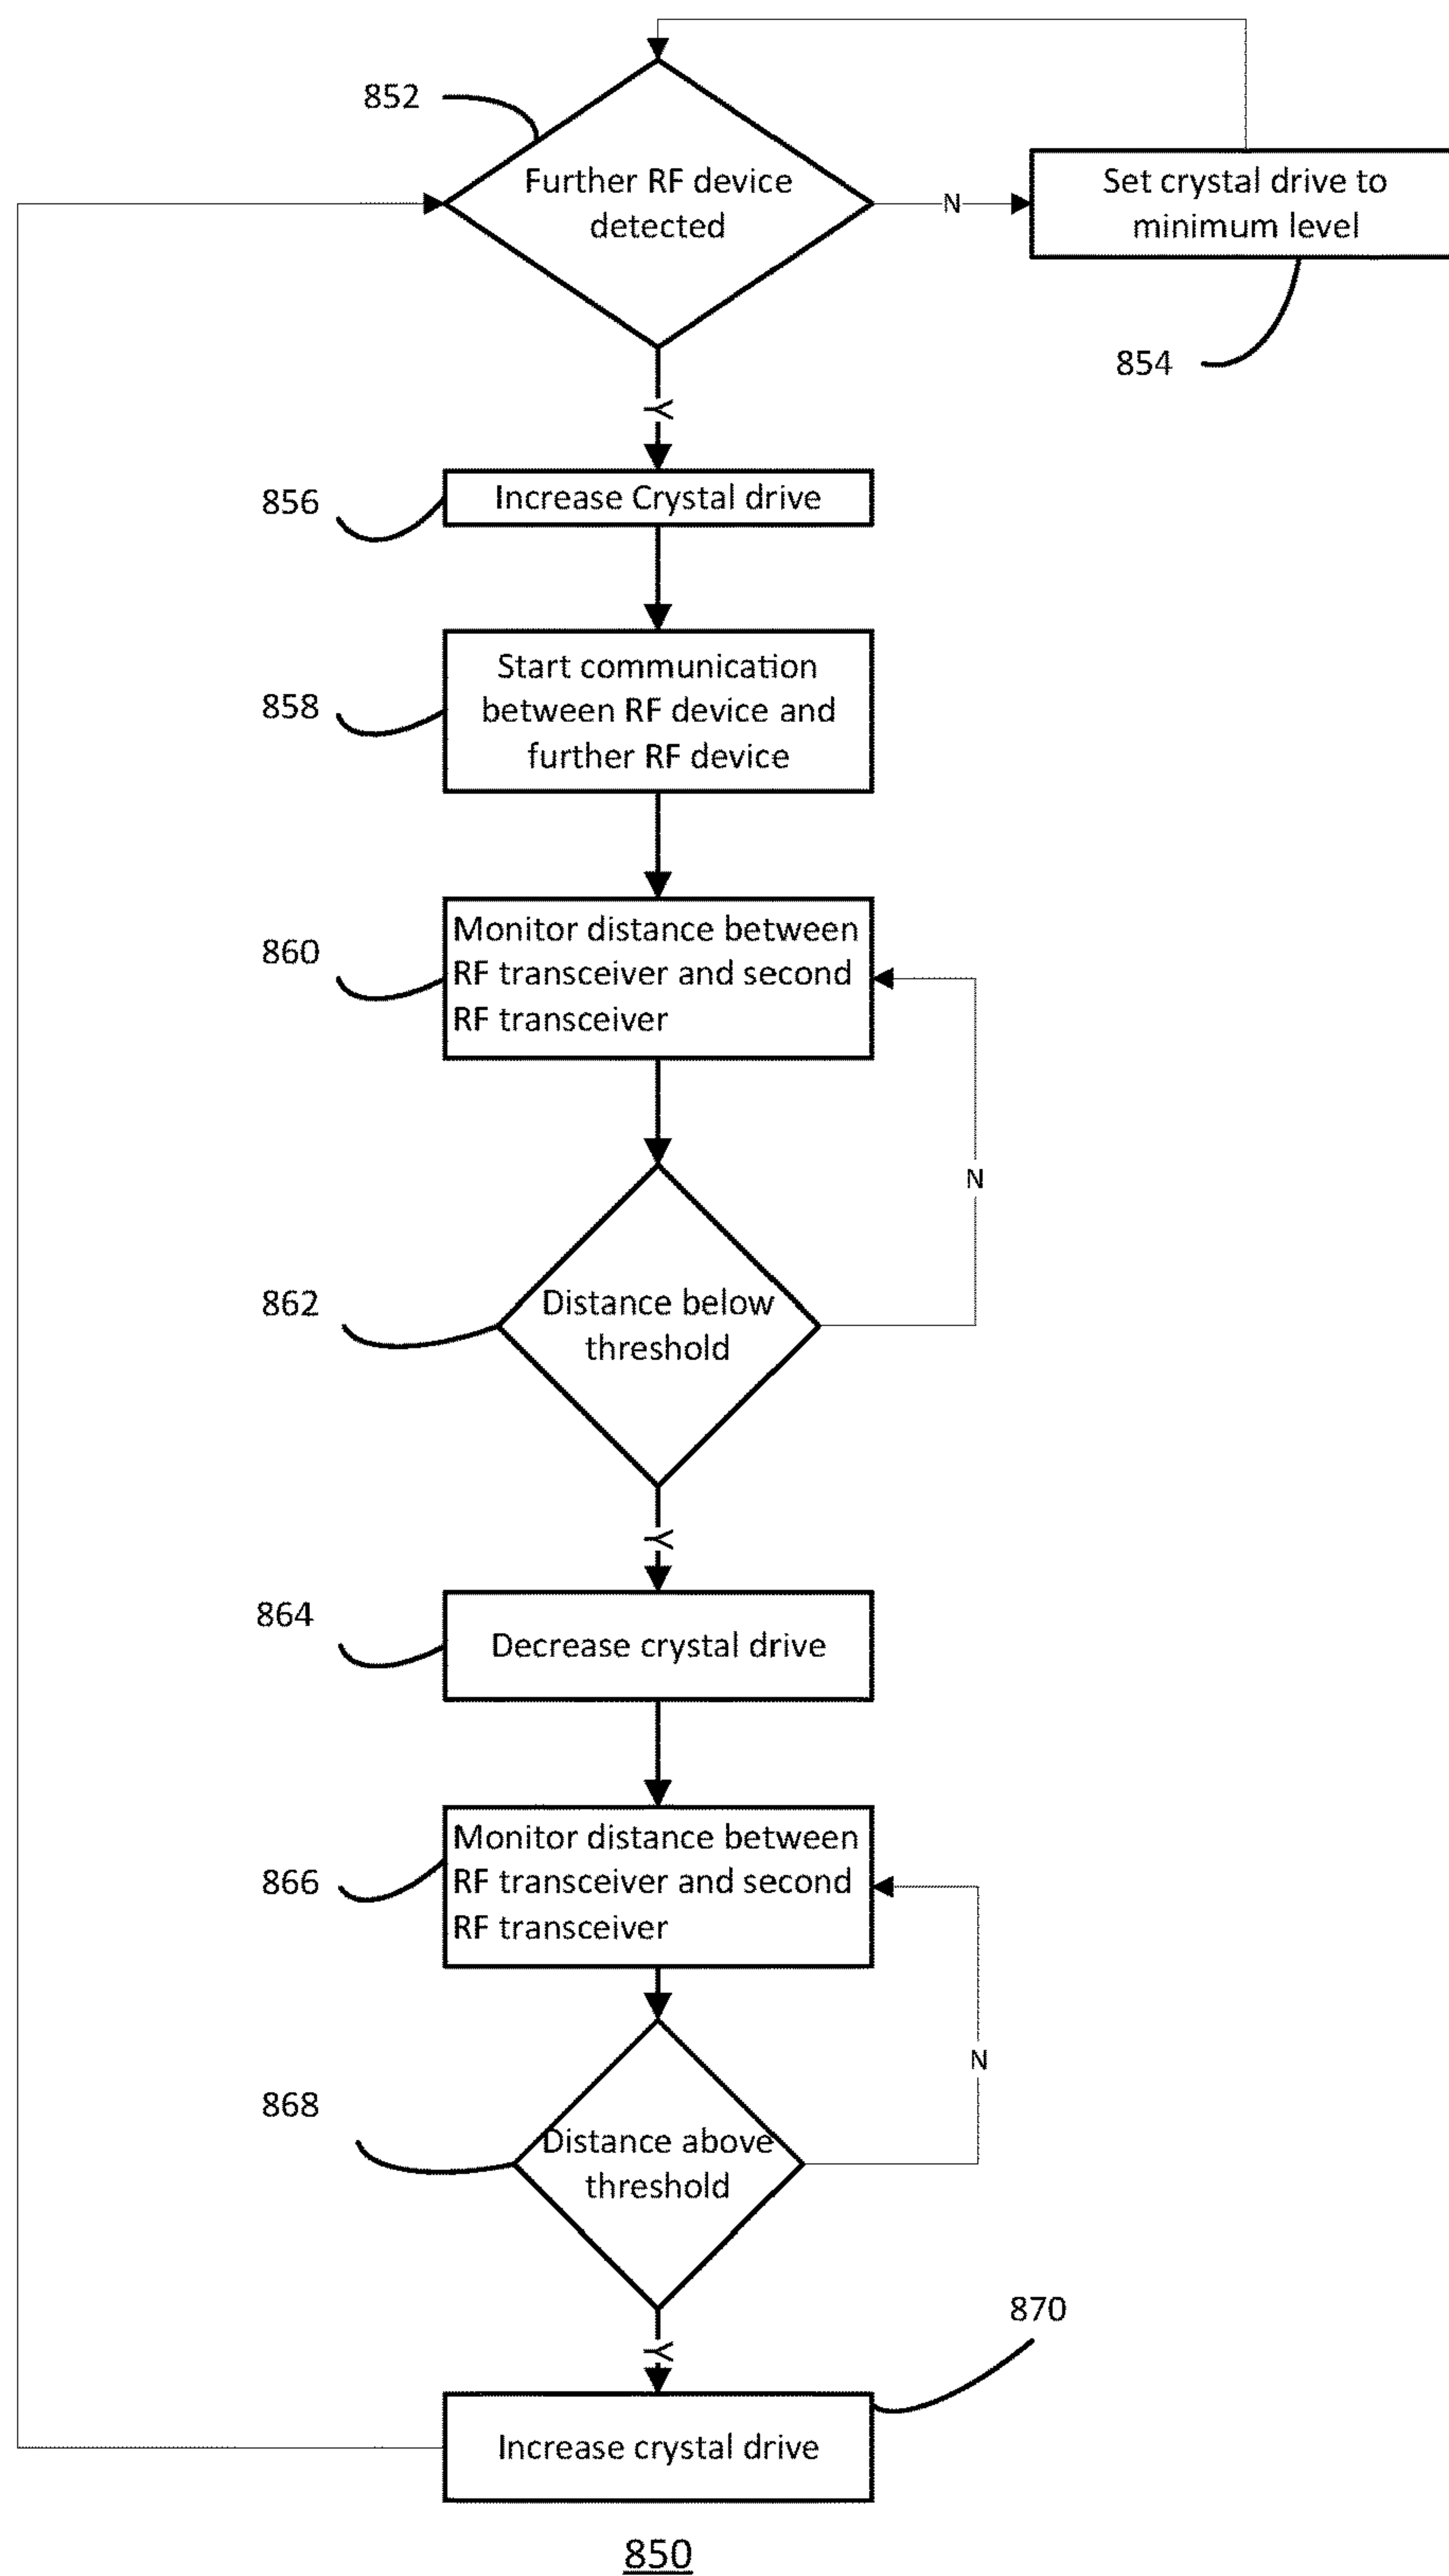 852
Further RF device
detected
N
Set crystal drive to
minimum level
854
Y
856
Increase Crystal drive
858
Start communication
between RF device and
further RF device
860
Monitor distance between
RF transceiver and second
RF transceiver
N
862
Distance below
threshold
Y
864
Decrease crystal drive
866
Monitor distance between
RF transceiver and second
RF transceiver
N
868
Distance above
threshold
Y
870
Increase crystal drive
850